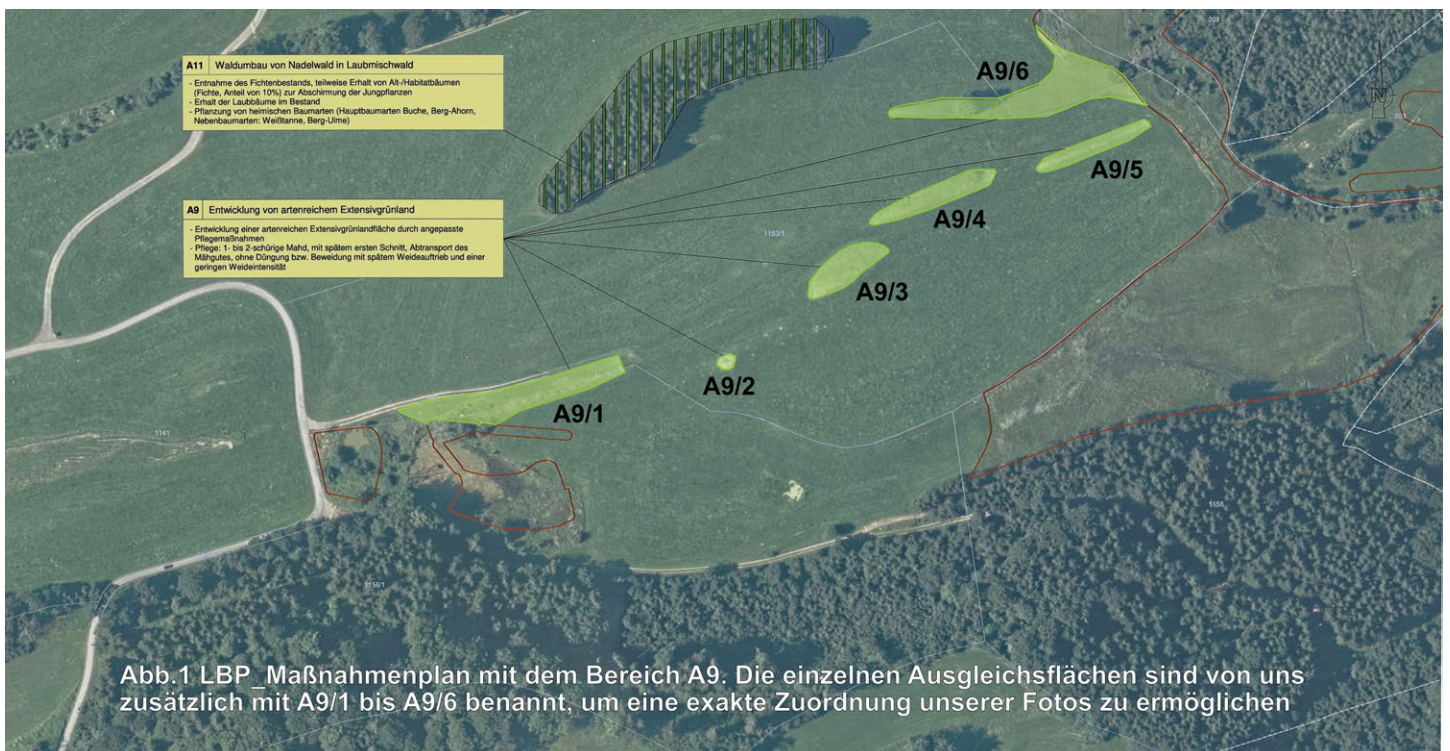 A11 Waldumbau von Nadelwald in Laubmischwald
- Entnahme des Fichtenbestands, teilweise Erhalt von Alt-/Habitatbäumen
(Fichte, Anteil von 10%) zur Abschirmung der Jungpflanzen
- Erhalt der Laubbäume im Bestand
- Pflanzung von heimischen Baumarten (Hauptbaumarten Buche, Berg-Ahorn,
Nebenbaumarten: Weißtanne, Berg-Ulme)
A9 Entwicklung von artenreichem Extensivgrünland
- Entwicklung einer artenreichen Extensivgrünlandfläche durch angepasste
Pflegemaßnahmen
- Pflege: 1- bis 2-schürige Mahd, mit spätem ersten Schnitt, Abtransport des
Mähgutes, ohne Düngung bzw. Beweidung mit spätem Weideauftrieb und einer
geringen Weideintensität
201
N
A9/6
A9/5
A9/4
1153/1
A9/3
A9/2
A9/1
1141
1156
1156/1
Abb.1 LBP_Maßnahmenplan mit dem Bereich A9. Die einzelnen Ausgleichsflächen sind von uns
zusätzlich mit A9/1 bis A9/6 benannt, um eine exakte Zuordnung unserer Fotos zu ermöglichen